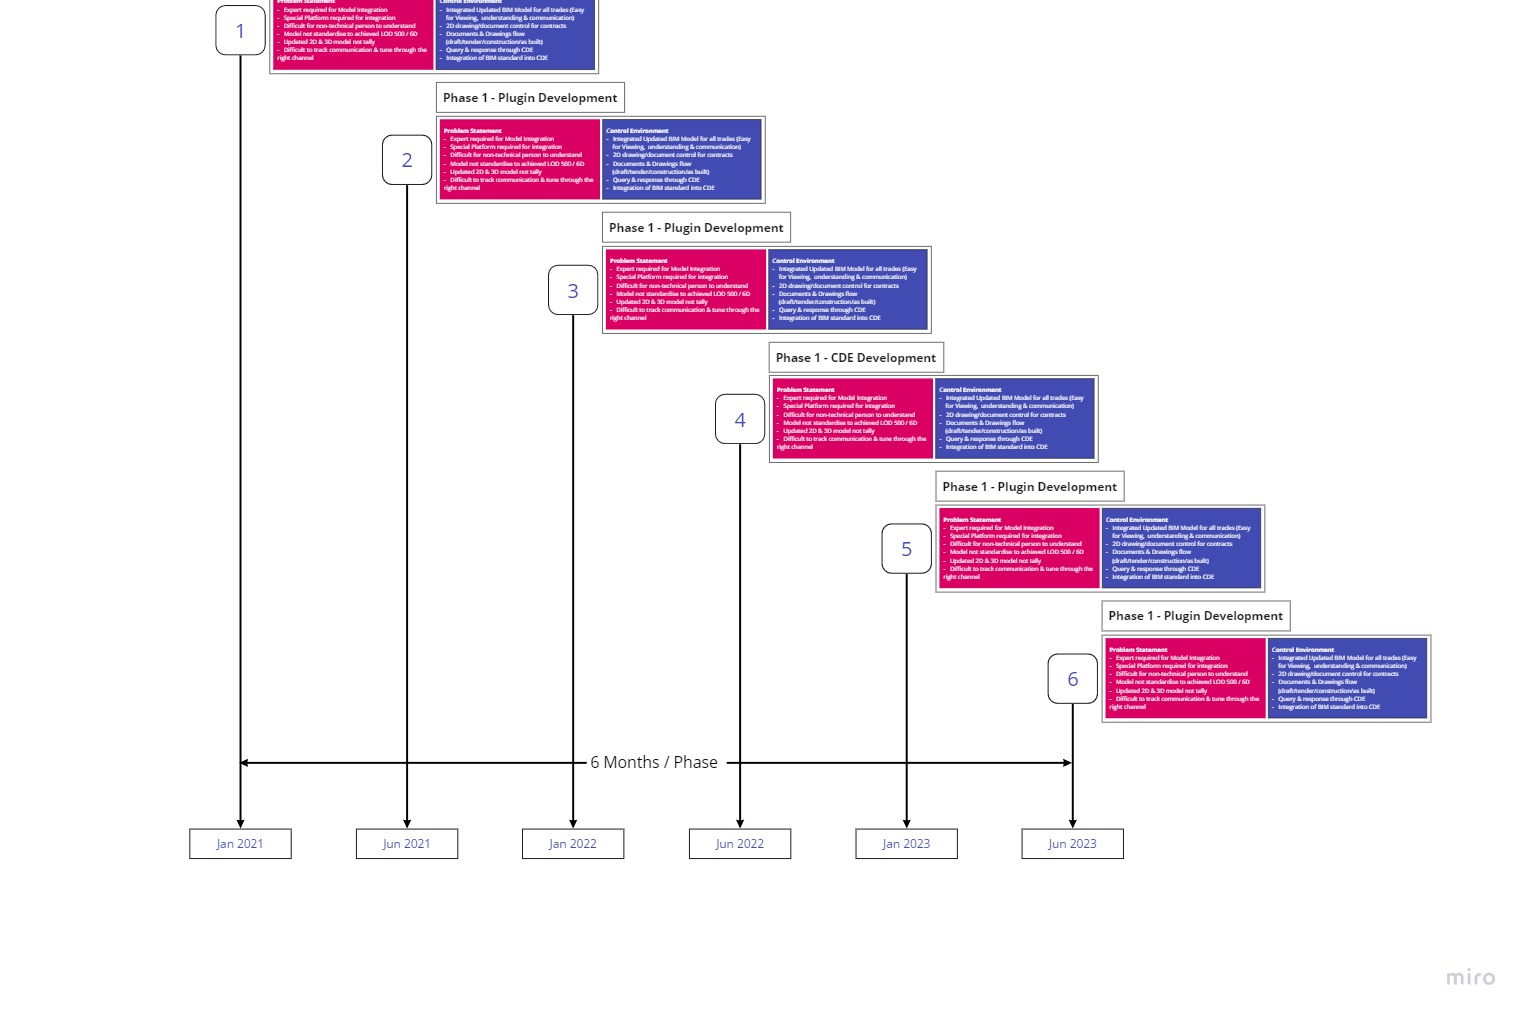 Problem Statement
- Expert required for Model Integration
- Special Platform required for integration
- Difficult for non-technical person to understand
- Model not standardise to achieved LOD 500 / 6D
- Updated 2D & 3D model not tally
- Difficult to track communication & tune through the
right channel
Control Environment
- Integrated Updated BIM Model for all trades (Easy
for Viewing, understanding & communication)
- 2D drawing/document control for contracts
- Documents & Drawings flow
(draft/tender/construction/as built)
- Query & response through CDE
- Integration of BIM standard into CDE
1
Phase 1 - Plugin Development
Problem Statement
- Expert required for Model Integration
- Special Platform required for integration
- Difficult for non-technical person to understand
- Model not standardise to achieved LOD 500 / 6D
- Updated 2D & 3D model not tally
- Difficult to track communication & tune through the
right channel
Control Environment
- Integrated Updated BIM Model for all trades (Easy
for Viewing, understanding & communication)
- 2D drawing/document control for contracts
- Documents & Drawings flow
(draft/tender/construction/as built)
- Query & response through CDE
- Integration of BIM standard into CDE
2
Phase 1 - Plugin Development
Problem Statement
- Expert required for Model Integration
- Special Platform required for integration
- Difficult for non-technical person to understand
- Model not standardise to achieved LOD 500 / 6D
- Updated 2D & 3D model not tally
- Difficult to track communication & tune through the
right channel
Control Environment
- Integrated Updated BIM Model for all trades (Easy
for Viewing, understanding & communication)
- 2D drawing/document control for contracts
- Documents & Drawings flow
(draft/tender/construction/as built)
- Query & response through CDE
- Integration of BIM standard into CDE
3
Phase 1 - CDE Development
Problem Statement
- Expert required for Model Integration
- Special Platform required for integration
- Difficult for non-technical person to understand
- Model not standardise to achieved LOD 500 / 6D
- Updated 2D & 3D model not tally
- Difficult to track communication & tune through the
right channel
Control Environment
- Integrated Updated BIM Model for all trades (Easy
for Viewing, understanding & communication)
- 2D drawing/document control for contracts
- Documents & Drawings flow
(draft/tender/construction/as built)
- Query & response through CDE
- Integration of BIM standard into CDE
4
Phase 1 - Plugin Development
Problem Statement
- Expert required for Model Integration
- Special Platform required for integration
- Difficult for non-technical person to understand
- Model not standardise to achieved LOD 500 / 6D
- Updated 2D & 3D model not tally
- Difficult to track communication & tune through the
right channel
Control Environment
- Integrated Updated BIM Model for all trades (Easy
for Viewing, understanding & communication)
- 2D drawing/document control for contracts
- Documents & Drawings flow
(draft/tender/construction/as built)
- Query & response through CDE
- Integration of BIM standard into CDE
5
Phase 1 - Plugin Development
Problem Statement
- Expert required for Model Integration
- Special Platform required for integration
- Difficult for non-technical person to understand
- Model not standardise to achieved LOD 500 / 6D
- Updated 2D & 3D model not tally
- Difficult to track communication & tune through the
right channel
Control Environment
- Integrated Updated BIM Model for all trades (Easy
for Viewing, understanding & communication)
- 2D drawing/document control for contracts
- Documents & Drawings flow
(draft/tender/construction/as built)
- Query & response through CDE
- Integration of BIM standard into CDE
6
6 Months / Phase
Jan 2021
Jun 2021
Jan 2022
Jun 2022
Jan 2023
Jun 2023
miro